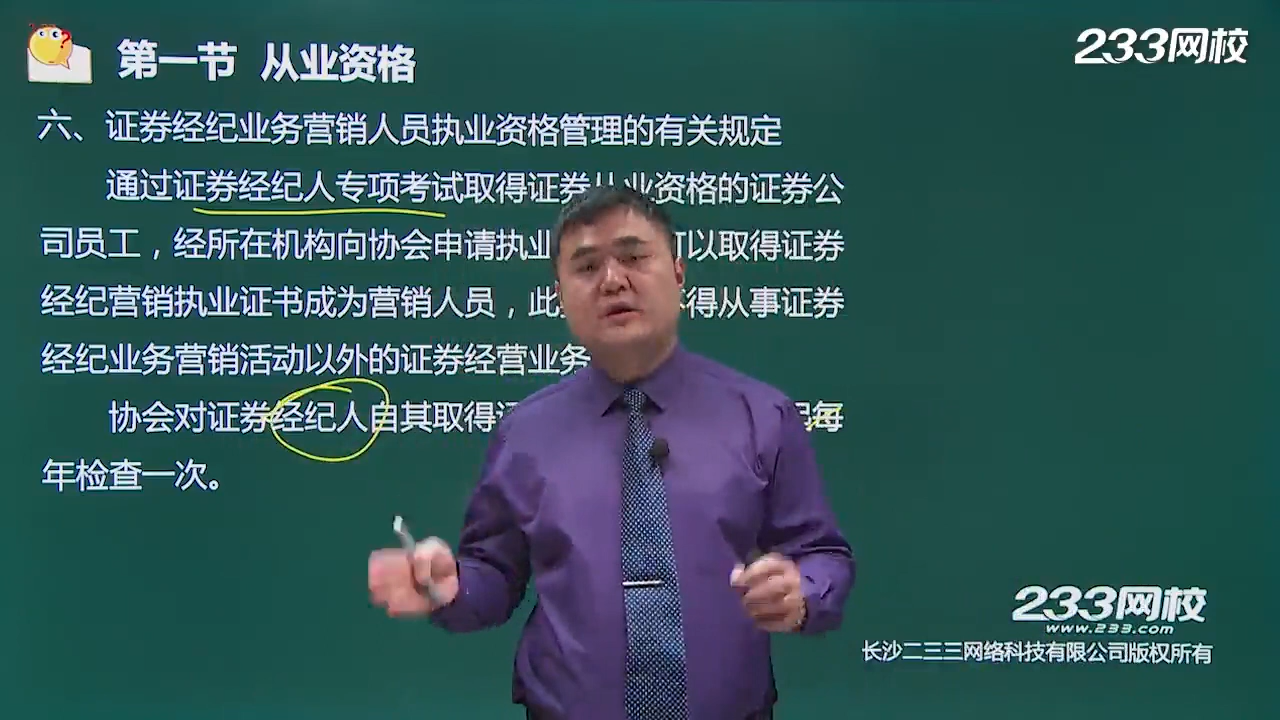 第一节 从业资格
233网校
六、证券经纪业务营销人员执业资格管理的有关规定
通过证券经纪人专项考试取得证券从业资格的证券公
司员工，经所在机构向协会申请执业 可以取得证券
经纪营销执业证书成为营销人员，此 得从事证券
经纪业务营销活动以外的证券经营业务
协会对证券经纪人自其取得 起每
年检查一次。
233网校
www.233.com
长沙二三三网络科技有限公司版权所有